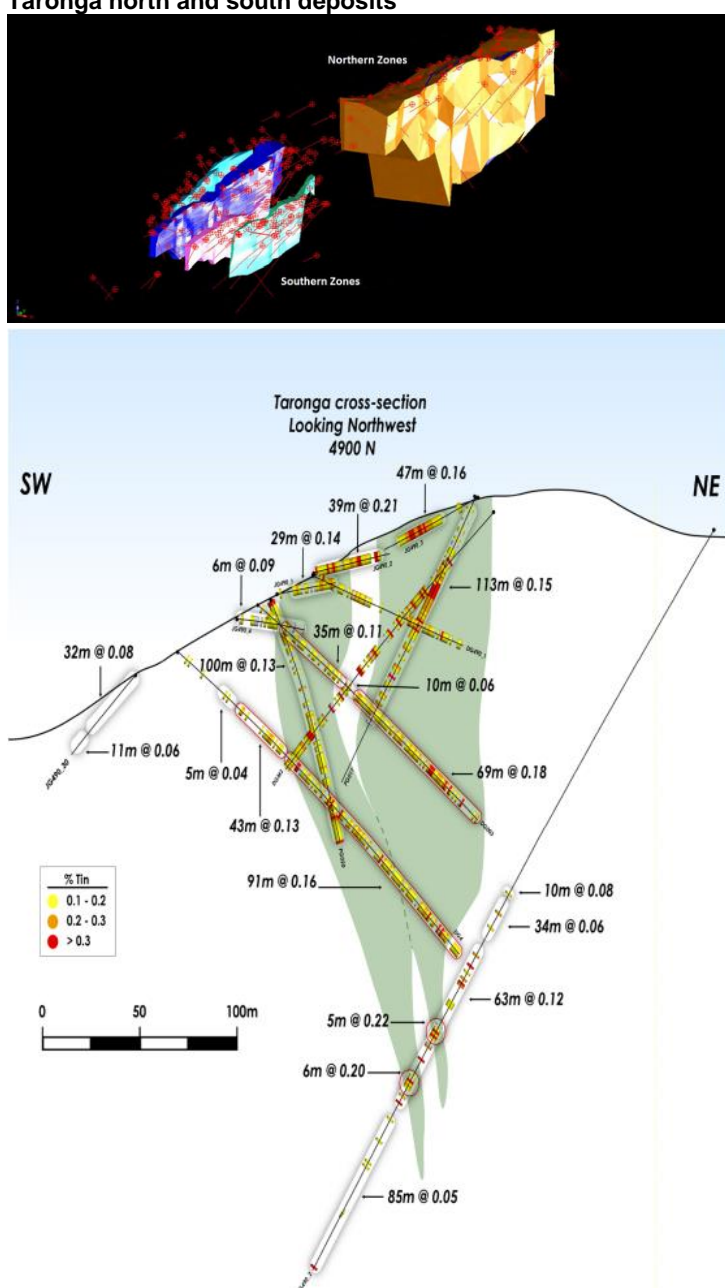 Taronga north and south deposits
Northern Zones
Southern Zones
Taronga cross-section
Looking Northwest
4900 N
SW
NE
47m @ 0.16
39m @ 0.21
29m @ 0.14
6m @ 0.09
113m @ 0.15
35m @ 0.11
32m @ 0.08
100m @ 0.13
10m @ 0.06
11m @ 0.06
JG490_30
5m @ 0.04
69m @ 0.18
43m @ 0.13
91m @ 0.16
% Tin
0.1 - 0.2
0.2 - 0.3
> 0.3
10m @ 0.08
34m @ 0.06
63m @ 0.12
0 50 100m
5m @ 0.22
6m @ 0.20
85m @ 0.05